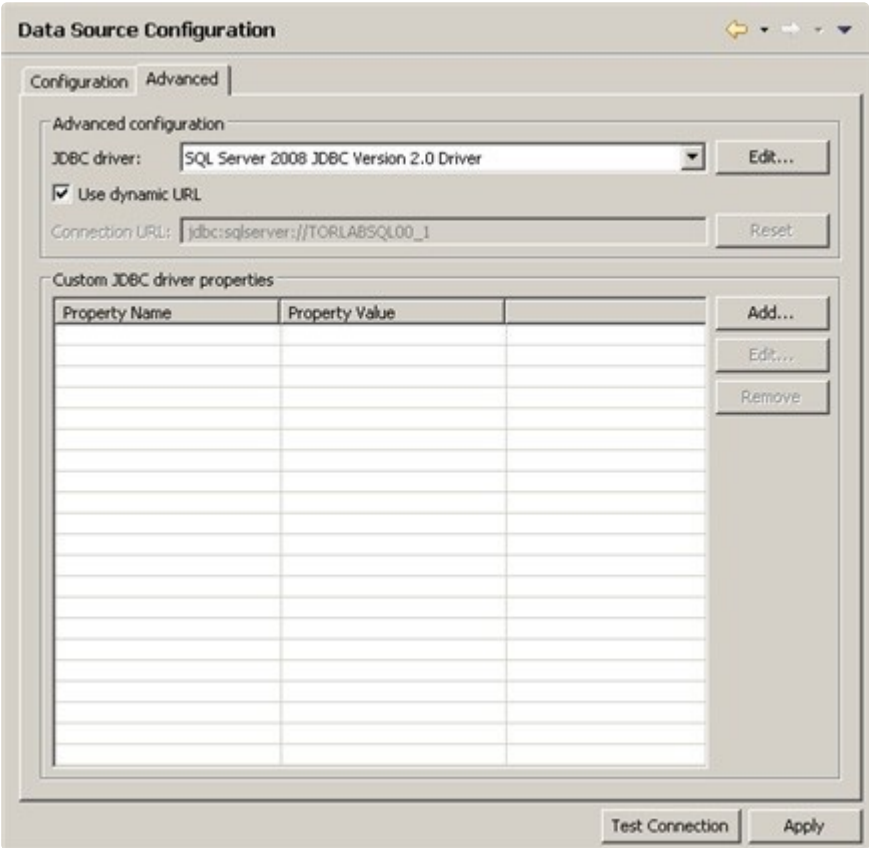 Data Source Configuration
Configuration Advanced
Advanced configuration
JDBC driver: SQL Server 2008 JDBC Version 2.0 Driver Edit...
Use dynamic URL
Connection URL: jdbc:sqlserver://TORLABSQL00_1 Reset
Custom JDBC driver properties
Property Name Property Value Add...
Edit...
Remove
Test Connection Apply